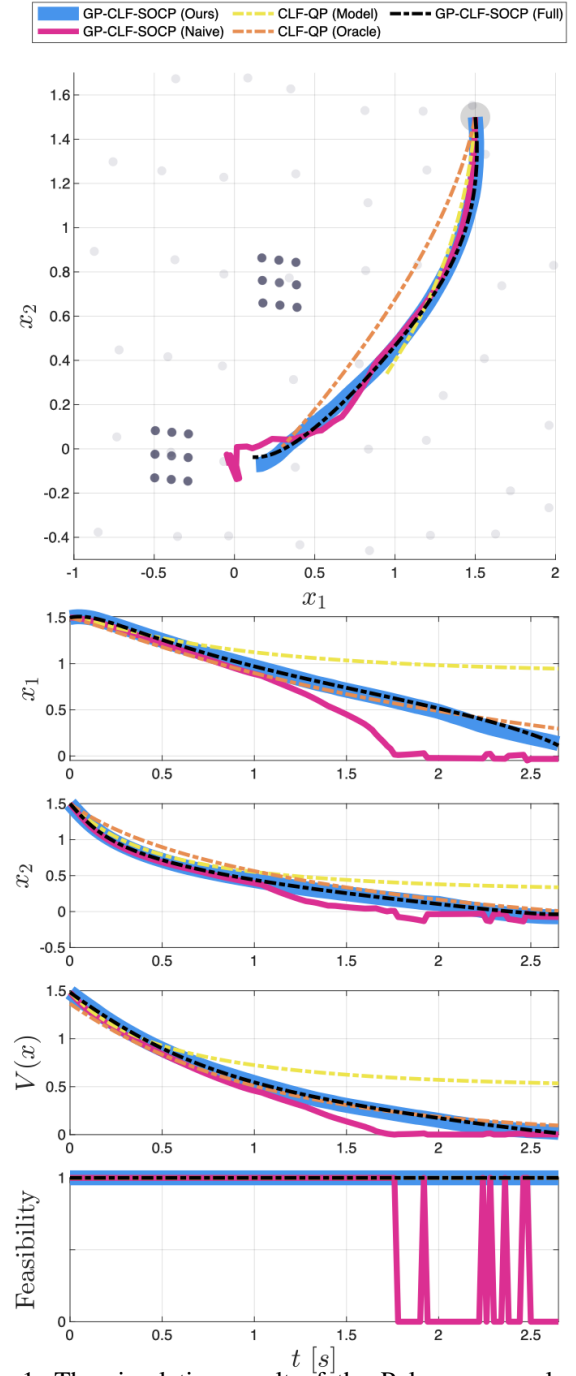 GP-CLF-SOCP (Ours) CLF-QP (Model) GP-CLF-SOCP (Full)
GP-CLF-SOCP (Naive) CLF-QP (Oracle)
1.6
1.4
1.2
1
0.8
0.6
0.4
0.2
0
-0.2
-0.4
x₂
-1 -0.5 0 0.5 1 1.5 2
x₁
1.5
1
0.5
0
x₁
0 0.5 1 1.5 2 2.5
1.5
1
0.5
0
-0.5
x₂
0 0.5 1 1.5 2 2.5
1.5
1
0.5
0
V(x)
0 0.5 1 1.5 2 2.5
1
0
Feasibility
0 0.5 1 1.5 2 2.5
t [s]